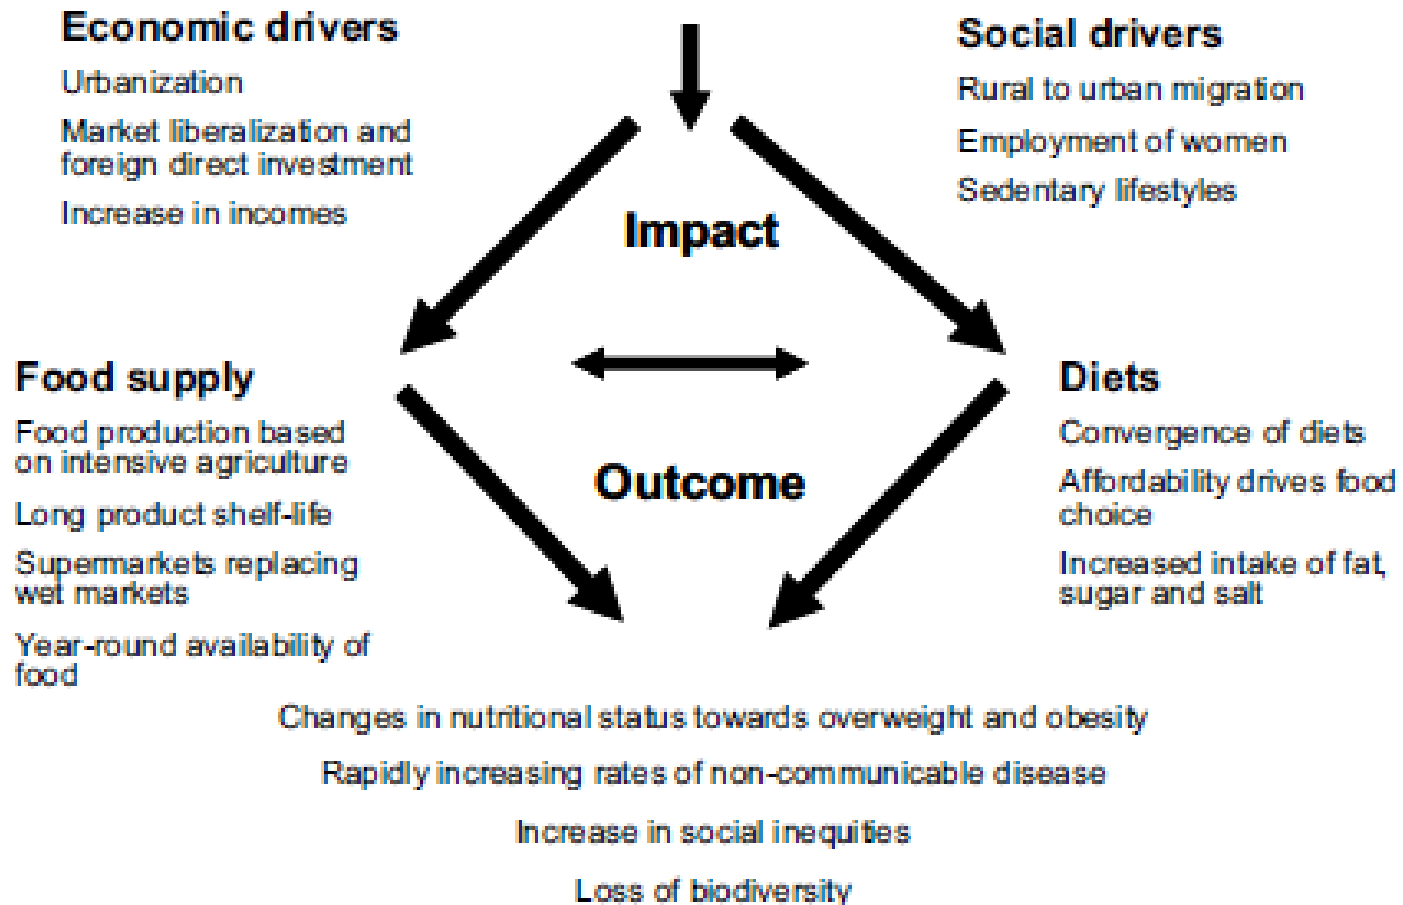 Economic drivers
Urbanization
Market liberalization and
foreign direct investment
Increase in incomes
Social drivers
Rural to urban migration
Employment of women
Sedentary lifestyles
Impact
Food supply
Food production based
on intensive agriculture
Long product shelf-life
Supermarkets replacing
wet markets
Year-round availability of
food
Diets
Convergence of diets
Affordability drives food
choice
Increased intake of fat,
sugar and salt
Outcome
Changes in nutritional status towards overweight and obesity
Rapidly increasing rates of non-communicable disease
Increase in social inequities
Loss of biodiversity